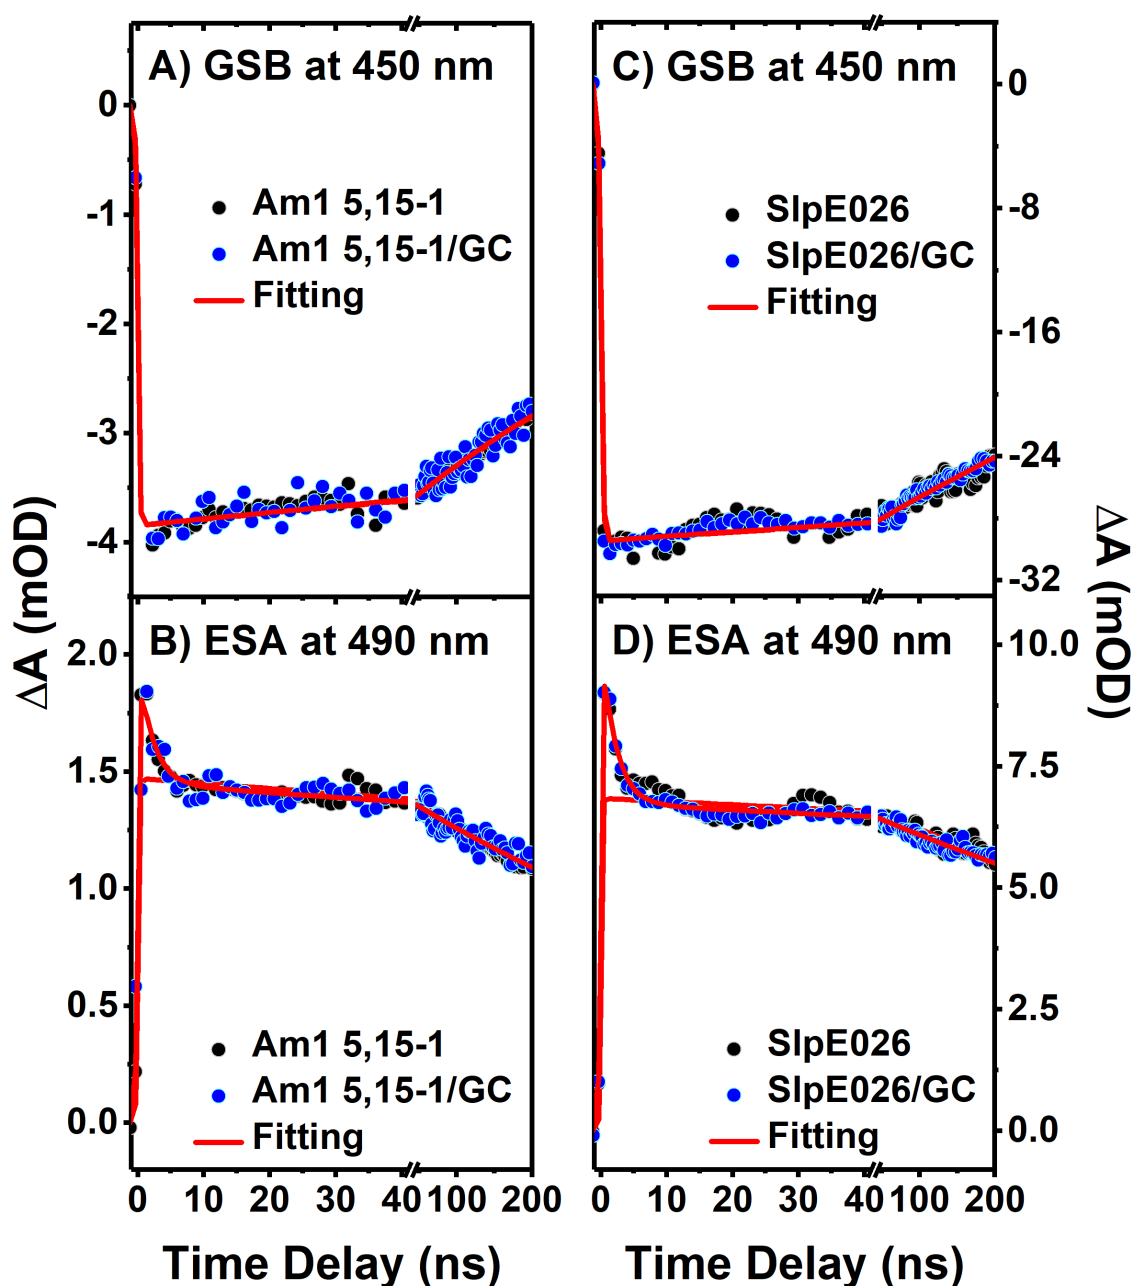 A) GSB at 450 nm
C) GSB at 450 nm
0
-1
-2
-3
-4
Am1 5,15-1
Am1 5,15-1/GC
Fitting
SlpE026
SlpE026/GC
Fitting
0
-8
-16
-24
-32
ΔA (mOD)
ΔA (mOD)
B) ESA at 490 nm
D) ESA at 490 nm
2.0
1.5
1.0
0.5
0.0
Am1 5,15-1
Am1 5,15-1/GC
Fitting
SlpE026
SlpE026/GC
Fitting
10.0
7.5
5.0
2.5
0.0
0 10 20 30 40 100 200
0 10 20 30 40 100 200
Time Delay (ns)
Time Delay (ns)